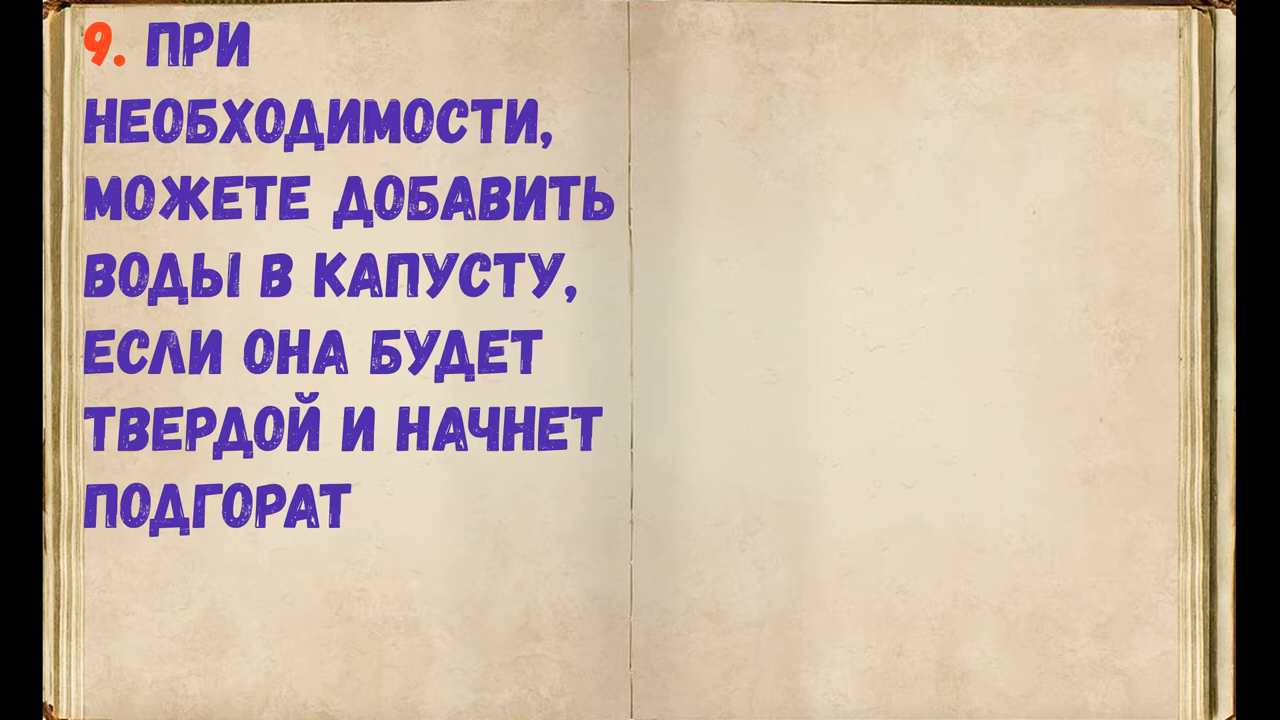 9. ПРИ
НЕОБХОДИМОСТИ,
МОЖЕТЕ ДОБАВИТЬ
ВОДЫ В КАПУСТУ,
ЕСЛИ ОНА БУДЕТ
ТВЕРДОЙ И НАЧНЕТ
ПОДГОРАТ